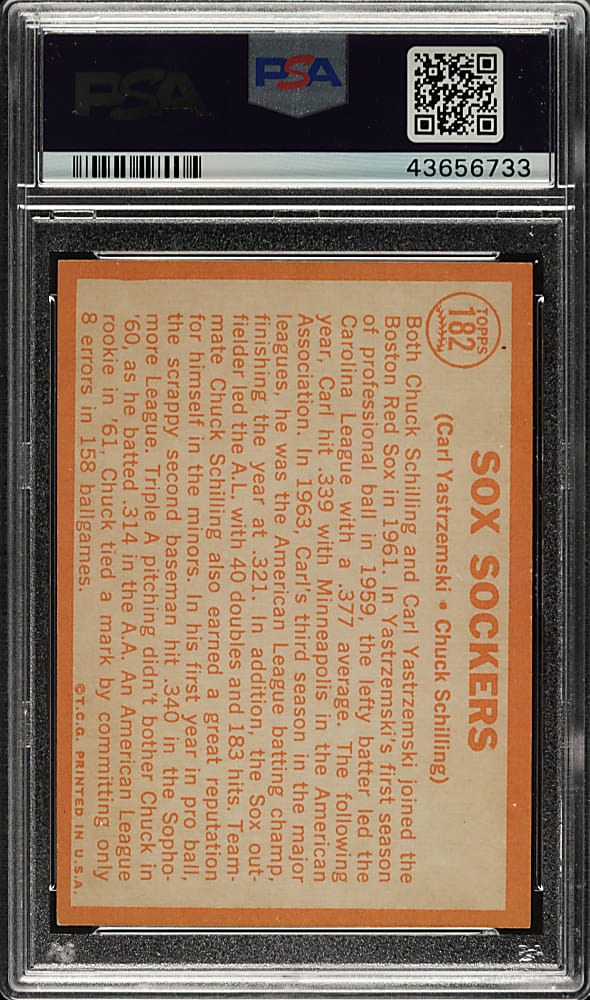 PSA
PSA
43656733
TOPPS
182
SOX SOCKERS
(Carl Yastrzemski • Chuck Schilling)
Both Chuck Schilling and Carl Yastrzemski joined the
Boston Red Sox in 1961. In Yastrzemski's first season
of professional ball in 1959, the lefty batter led the
Carolina League with a .377 average. The following
year, Carl hit .339 with Minneapolis in the American
Association. In 1963, Carl's third season in the major
leagues, he was the American League batting champ,
finishing the year at .321. In addition, the Sox out-
fielder led the A.L. with 40 doubles and 183 hits. Team-
mate Chuck Schilling also earned a great reputation
for himself in the minors. In his first year in pro ball,
the scrappy second baseman hit .340 in the Sopho-
more League. Triple A pitching didn't bother Chuck in
'60, as he batted .314 in the A.A. An American League
rookie in '61, Chuck tied a mark by committing only
8 errors in 158 ballgames.
©T.C.G. PRINTED IN U.S.A.